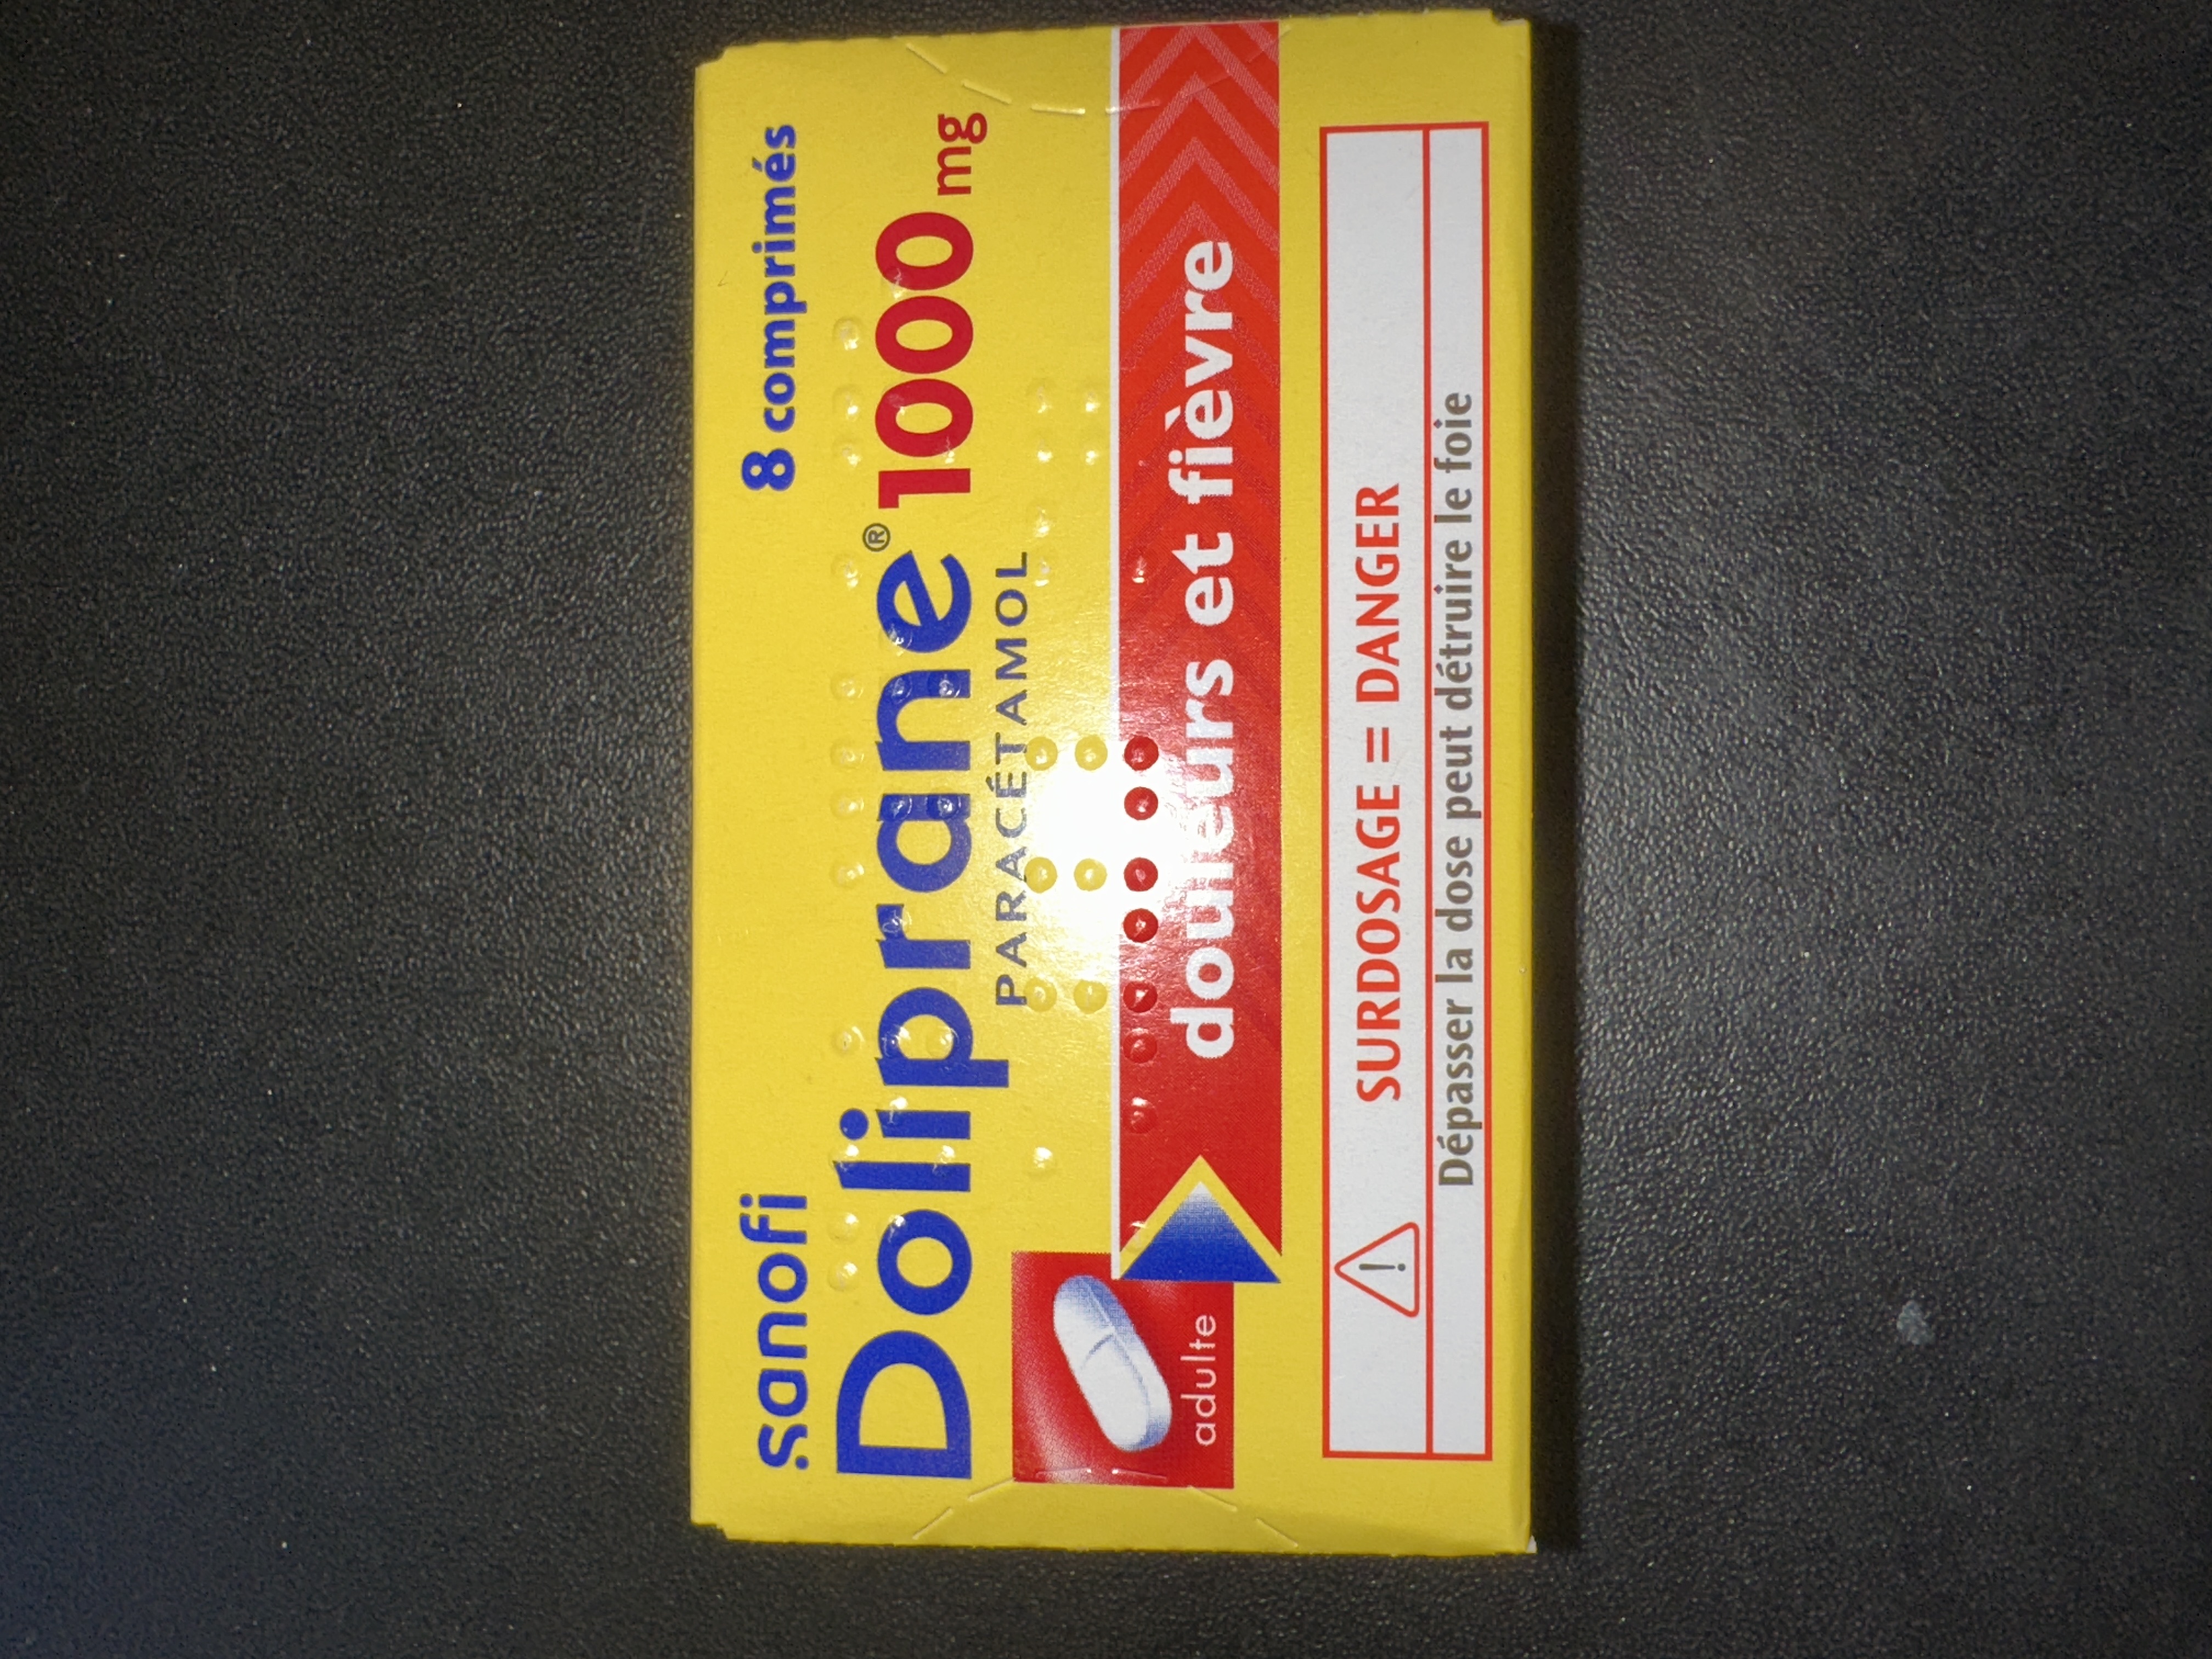 sanofi
8 comprimés
Doliprane® 1000 mg
PARACÉTAMOL
adulte
douleurs et fièvre
SURDOSAGE = DANGER
Dépasser la dose peut détruire le foie